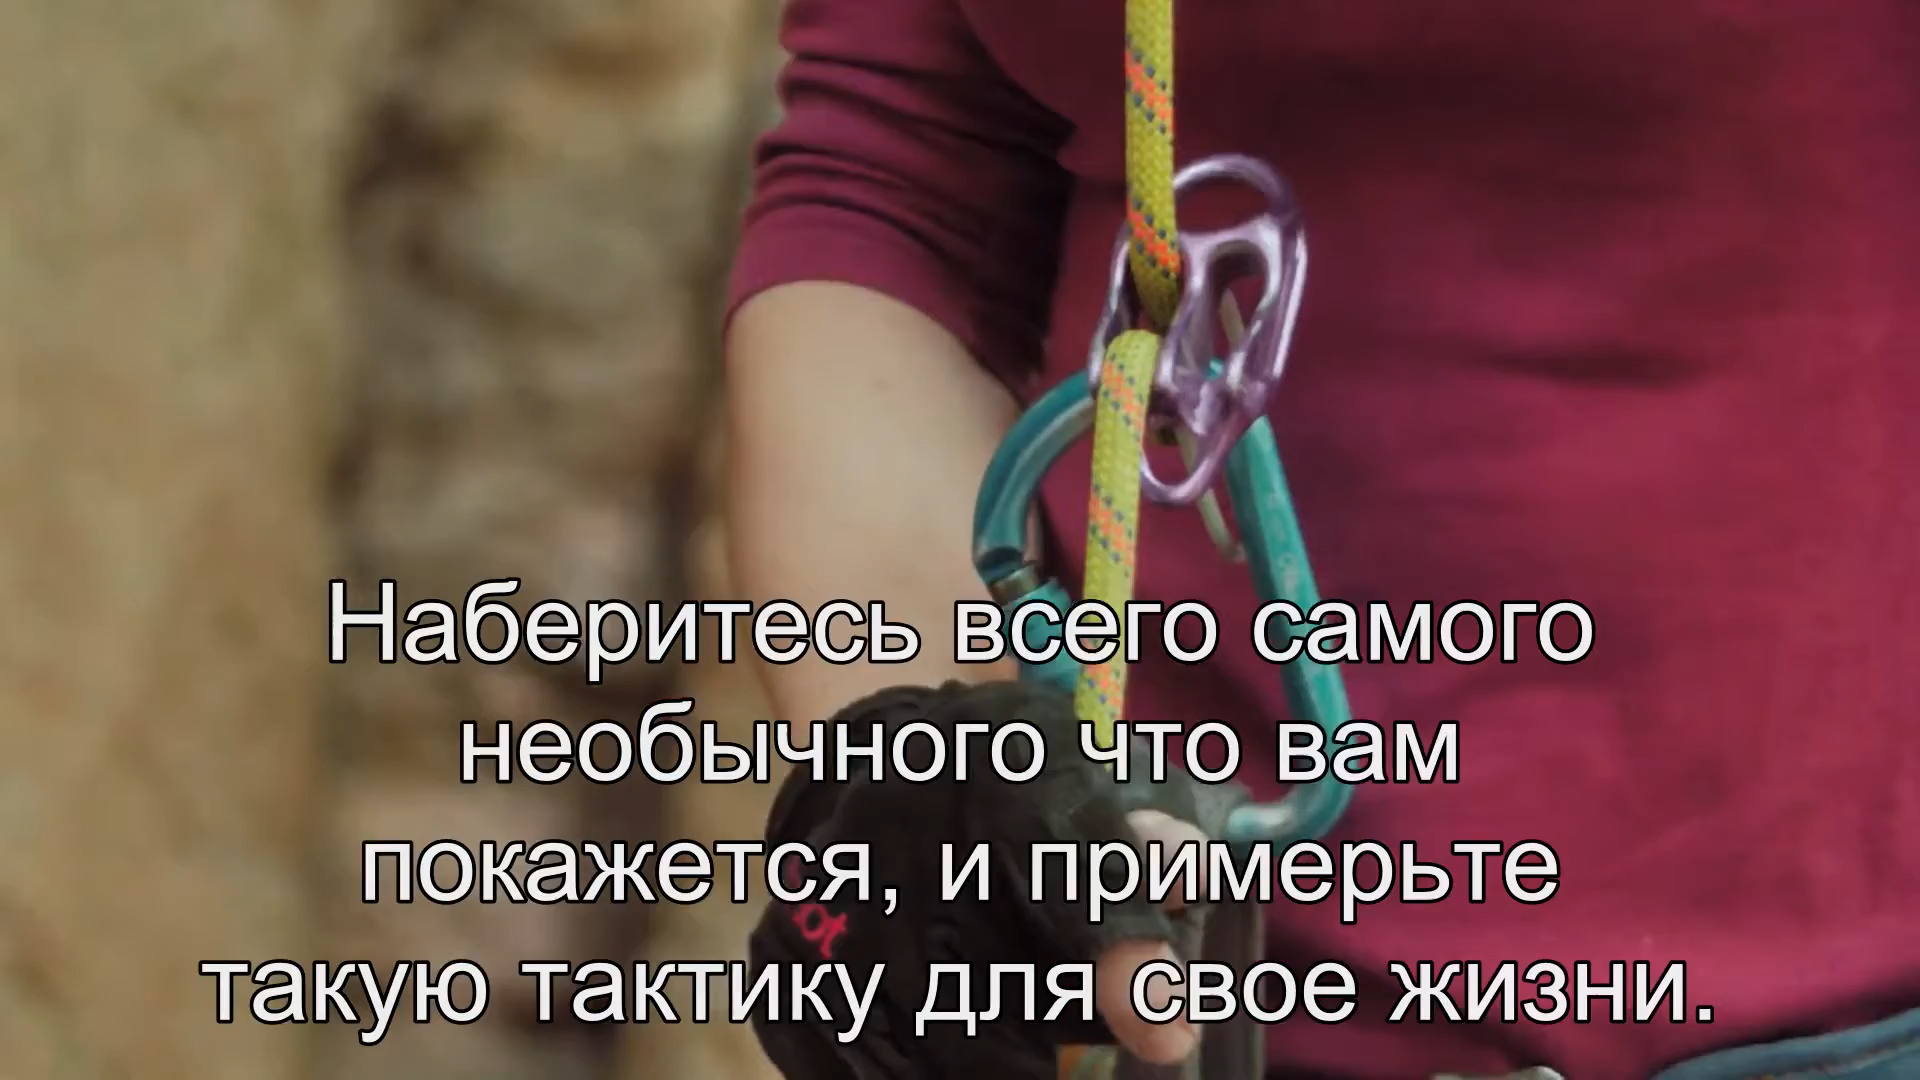 Наберитесь всего самого
необычного что вам
покажется, и примерьте
такую тактику для свое жизни.